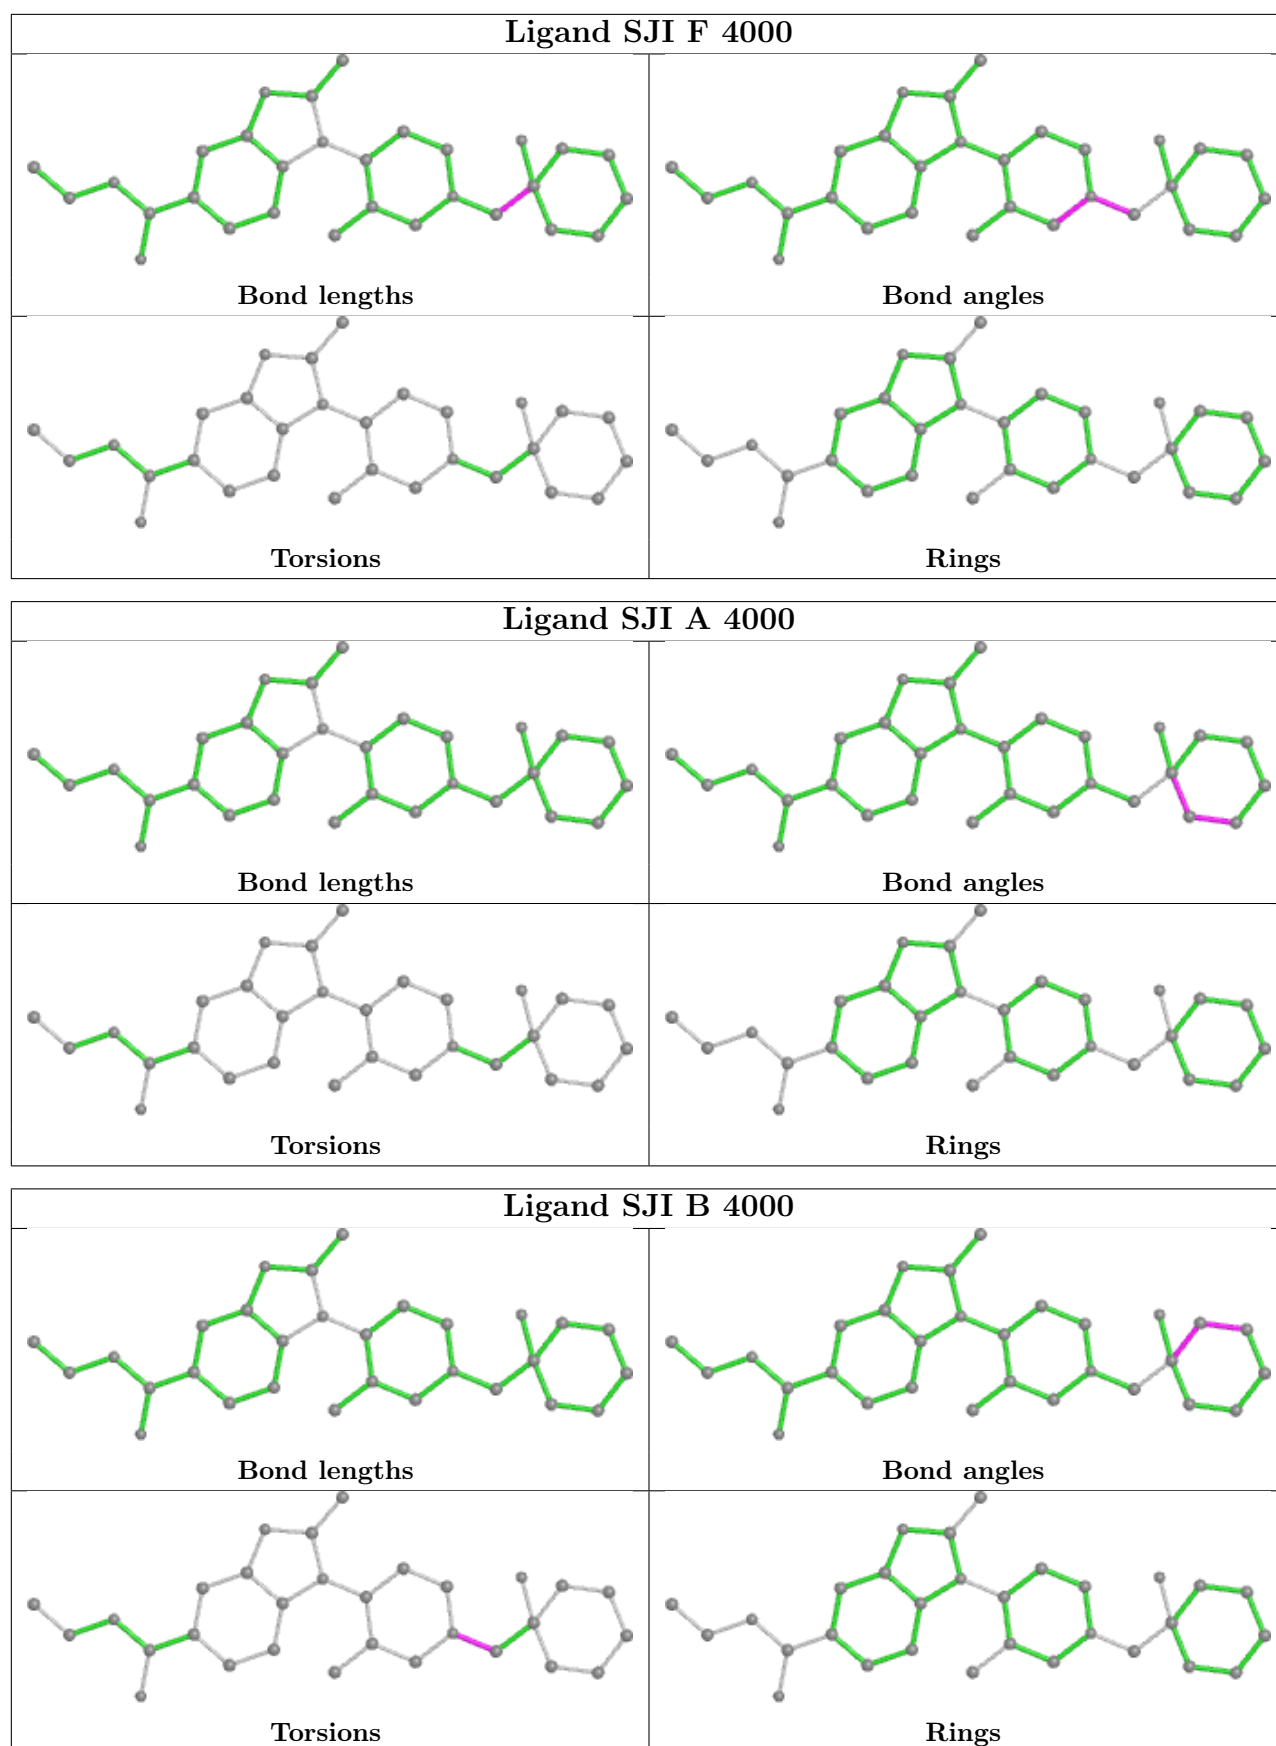 Ligand SJI F 4000
Bond lengths
Bond angles
Torsions
Rings
Ligand SJI A 4000
Bond lengths
Bond angles
Torsions
Rings
Ligand SJI B 4000
Bond lengths
Bond angles
Torsions
Rings